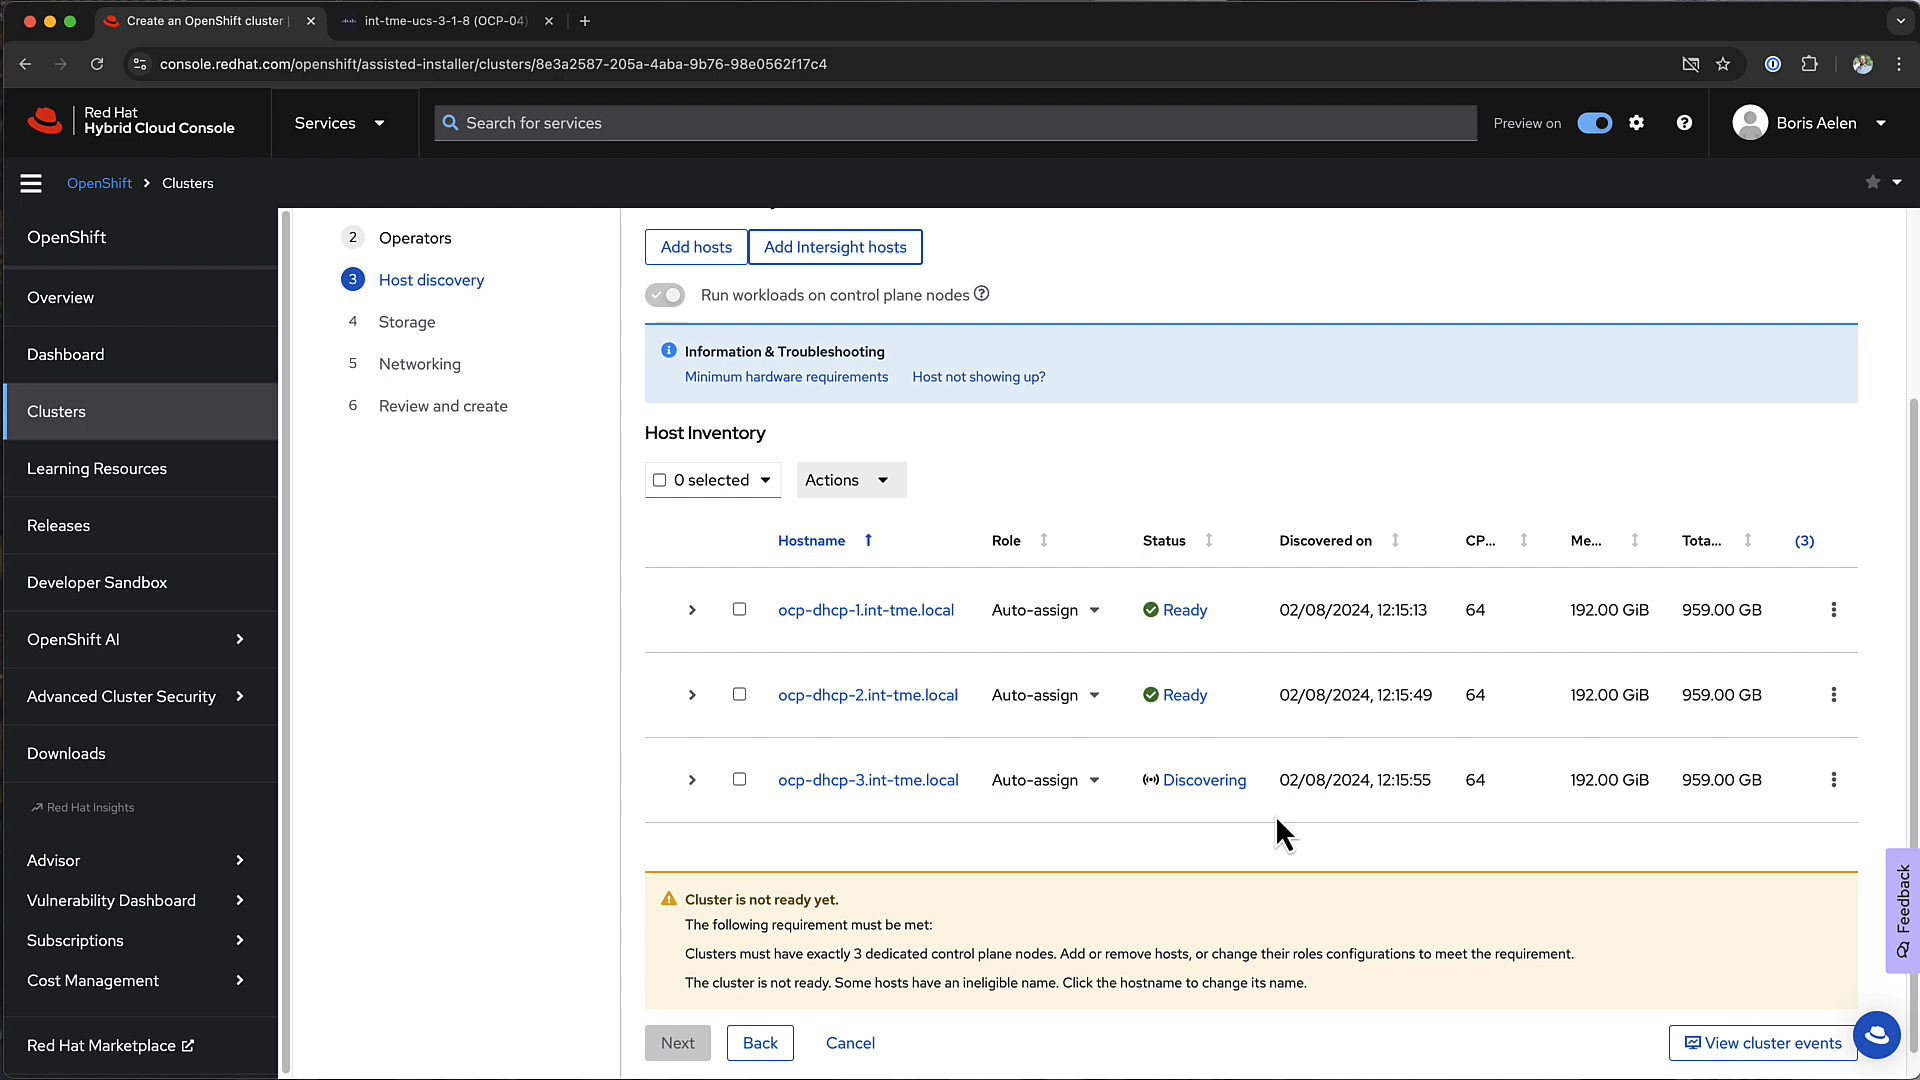 Create an OpenShift cluster
int-tme-ucs-3-1-8 (OCP-04)
console.redhat.com/openshift/assisted-installer/clusters/8e3a2587-205a-4aba-9b76-98e0562f17c4
Red Hat
Hybrid Cloud Console
Services
Search for services
Preview on
Boris Aelen
OpenShift
Clusters
OpenShift
Overview
Dashboard
Clusters
Learning Resources
Releases
Developer Sandbox
OpenShift AI
Advanced Cluster Security
Downloads
Red Hat Insights
Advisor
Vulnerability Dashboard
Subscriptions
Cost Management
Red Hat Marketplace
2 Operators
3 Host discovery
4 Storage
5 Networking
6 Review and create
Add hosts
Add Intersight hosts
Run workloads on control plane nodes
Information & Troubleshooting
Minimum hardware requirements Host not showing up?
Host Inventory
0 selected
Actions
Hostname Role Status Discovered on CP... Me... Tota... (3)
ocp-dhcp-1.int-tme.local Auto-assign Ready 02/08/2024, 12:15:13 64 192.00 GiB 959.00 GB
ocp-dhcp-2.int-tme.local Auto-assign Ready 02/08/2024, 12:15:49 64 192.00 GiB 959.00 GB
ocp-dhcp-3.int-tme.local Auto-assign Discovering 02/08/2024, 12:15:55 64 192.00 GiB 959.00 GB
Cluster is not ready yet.
The following requirement must be met:
Clusters must have exactly 3 dedicated control plane nodes. Add or remove hosts, or change their roles configurations to meet the requirement.
The cluster is not ready. Some hosts have an ineligible name. Click the hostname to change its name.
Next
Back
Cancel
View cluster events
Feedback